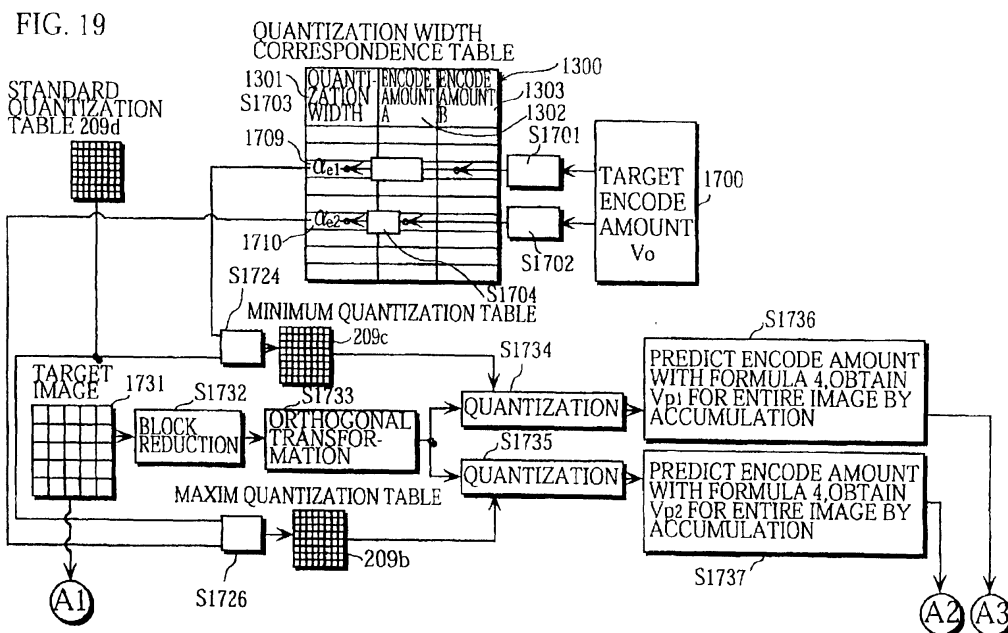 FIG. 19
QUANTIZATION WIDTH
CORRESPONDENCE TABLE
1301
S1703
QUANTI-
ZATION
WIDTH
ENCODE
AMOUNT
A
ENCODE
AMOUNT
B
1300
1303
1302
STANDARD
QUANTIZATION
TABLE 209d
1709
αe1
S1701
αe2
1710
S1702
TARGET
ENCODE
AMOUNT
Vo
1700
S1704
S1724
MINIMUM QUANTIZATION TABLE
209c
TARGET
IMAGE
1731
S1732
BLOCK
REDUCTION
S1733
ORTHOGONAL
TRANSFOR-
MATION
S1734
QUANTIZATION
S1735
QUANTIZATION
S1736
PREDICT ENCODE AMOUNT
WITH FORMULA 4,OBTAIN
Vp1 FOR ENTIRE IMAGE BY
ACCUMULATION
PREDICT ENCODE AMOUNT
WITH FORMULA 4,OBTAIN
Vp2 FOR ENTIRE IMAGE BY
ACCUMULATION
S1737
MAXIM QUANTIZATION TABLE
209b
S1726
A1
A2
A3